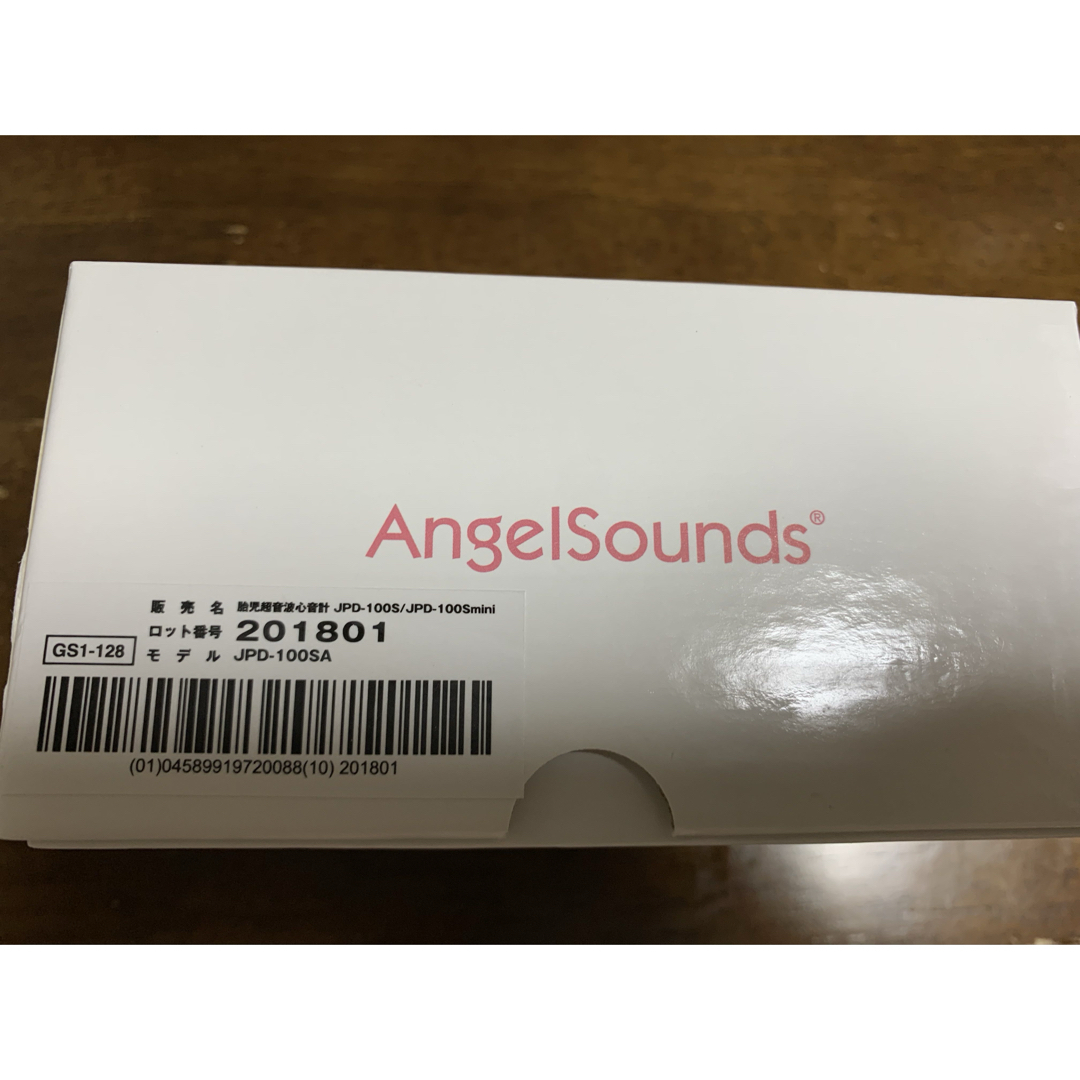 AngelSounds®
販売名 胎児超音波心音計 JPD-100S/JPD-100Smini
ロット番号 201801
GS1-128
モデル JPD-100SA
(01)04589919720088(10) 201801